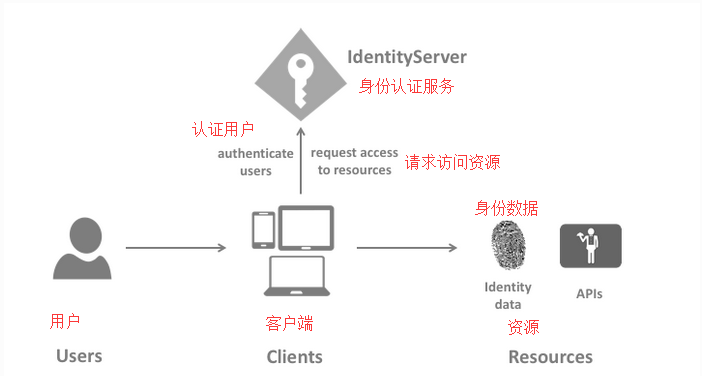 IdentityServer
身份认证服务
认证用户
authenticate
users
request access
to resources
请求访问资源
身份数据
Identity
data
APIs
用户
客户端
资源
Users
Clients
Resources